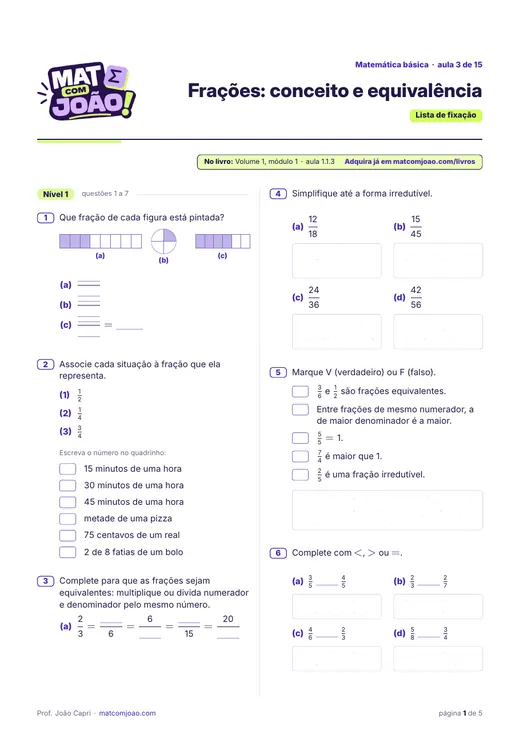 MAT Σ
COM
JOÃO!
Matemática básica · aula 3 de 15
Frações: conceito e equivalência
Lista de fixação
No livro: Volume 1, módulo 1 · aula 1.1.3 Adquira já em matcomjoao.com/livros
Nível 1 questões 1 a 7
1 Que fração de cada figura está pintada?
(a) (b) (c)
(a)
(b)
(c) =
2 Associe cada situação à fração que ela
representa.
(1) 1/2
(2) 1/4
(3) 3/4
Escreva o número no quadrinho:
15 minutos de uma hora
30 minutos de uma hora
45 minutos de uma hora
metade de uma pizza
75 centavos de um real
2 de 8 fatias de um bolo
3 Complete para que as frações sejam
equivalentes: multiplique ou divida numerador
e denominador pelo mesmo número.
(a) 2/3 = __/6 = 6/__ = __/15 = 20/__
4 Simplifique até a forma irredutível.
(a) 12/18 (b) 15/45
(c) 24/36 (d) 42/56
5 Marque V (verdadeiro) ou F (falso).
3/6 e 1/2 são frações equivalentes.
Entre frações de mesmo numerador, a
de maior denominador é a maior.
5/5 = 1.
7/4 é maior que 1.
2/5 é uma fração irredutível.
6 Complete com <, > ou =.
(a) 3/5 ____ 4/5 (b) 2/3 ____ 2/7
(c) 4/6 ____ 2/3 (d) 5/8 ____ 3/4
Prof. João Capri · matcomjoao.com
página 1 de 5